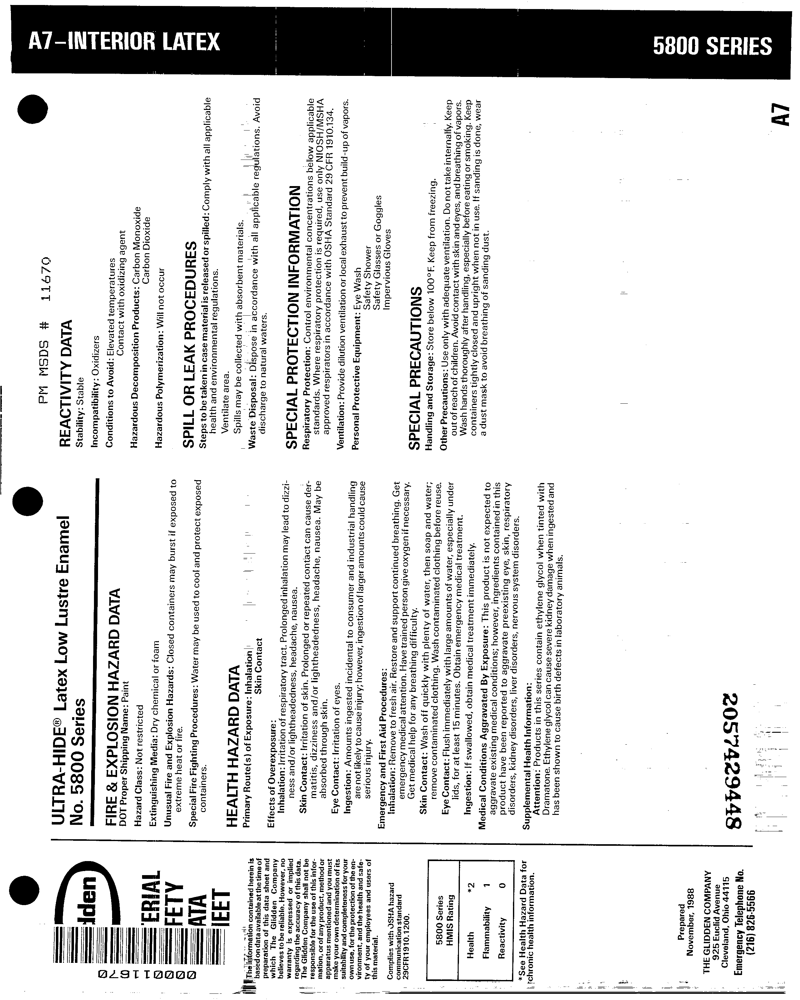 A7–INTERIOR LATEX
5800 SERIES
A7
PM MSDS # 11670
ULTRA-HIDE® Latex Low Lustre Enamel
No. 5800 Series
FIRE & EXPLOSION HAZARD DATA
DOT Proper Shipping Name: Paint
Hazard Class: Not restricted
Extinguishing Media: Dry chemical or foam
Unusual Fire and Explosion Hazards: Closed containers may burst if exposed to
extreme heat or fire.
Special Fire Fighting Procedures: Water may be used to cool and protect exposed
containers.
HEALTH HAZARD DATA
Primary Route(s) of Exposure: Inhalation
Skin Contact
Effects of Overexposure:
Inhalation: Irritation of respiratory tract. Prolonged inhalation may lead to dizzi-
ness and/or lightheadedness, headache, nausea.
Skin Contact: Irritation of skin. Prolonged or repeated contact can cause der-
matitis, dizziness and/or lightheadedness, headache, nausea. May be
absorbed through skin.
Eye Contact: Irritation of eyes.
Ingestion: Amounts ingested incidental to consumer and industrial handling
are not likely to cause injury; however, ingestion of larger amounts could cause
serious injury.
Emergency and First Aid Procedures:
Inhalation: Remove to fresh air. Restore and support continued breathing. Get
emergency medical attention. Have trained person give oxygen if necessary.
Get medical help for any breathing difficulty.
Skin Contact: Wash off quickly with plenty of water, then soap and water;
remove contaminated clothing. Wash contaminated clothing before reuse.
Eye Contact: Flush immediately with large amounts of water, especially under
lids, for at least 15 minutes. Obtain emergency medical treatment.
Ingestion: If swallowed, obtain medical treatment immediately.
Medical Conditions Aggravated By Exposure: This product is not expected to
aggravate existing medical conditions; however, ingredients contained in this
product have been reported to aggravate preexisting eye, skin, respiratory
disorders, kidney disorders, liver disorders, nervous system disorders.
Supplemental Health Information:
Attention: Products in this series contain ethylene glycol when tinted with
Dramatone. Ethylene glycol can cause severe kidney damage when ingested and
has been shown to cause birth defects in laboratory animals.
REACTIVITY DATA
Stability: Stable
Incompatibility: Oxidizers
Conditions to Avoid: Elevated temperatures
Contact with oxidizing agent
Hazardous Decomposition Products: Carbon Monoxide
Carbon Dioxide
Hazardous Polymerization: Will not occur
SPILL OR LEAK PROCEDURES
Steps to be taken in case material is released or spilled: Comply with all applicable
health and environmental regulations.
Ventilate area.
Spills may be collected with absorbent materials.
Waste Disposal: Dispose in accordance with all applicable regulations. Avoid
discharge to natural waters.
SPECIAL PROTECTION INFORMATION
Respiratory Protection: Control environmental concentrations below applicable
standards. Where respiratory protection is required, use only NIOSH/MSHA
approved respirators in accordance with OSHA Standard 29 CFR 1910.134.
Ventilation: Provide dilution ventilation or local exhaust to prevent build-up of vapors.
Personal Protective Equipment: Eye Wash
Safety Shower
Safety Glasses or Goggles
Impervious Gloves
SPECIAL PRECAUTIONS
Handling and Storage: Store below 100°F. Keep from freezing.
Other Precautions: Use only with adequate ventilation. Do not take internally. Keep
out of reach of children. Avoid contact with skin and eyes, and breathing of vapors.
Wash hands thoroughly after handling, especially before eating or smoking. Keep
containers tightly closed and upright when not in use. If sanding is done, wear
a dust mask to avoid breathing of sanding dust.
2057429448
dden
ERIAL
FETY
ATA
EET
0000011670
The information contained herein is
based on data available at the time of
preparation of this data sheet and
which The Glidden Company
believes to be reliable. However, no
warranty is expressed or implied
regarding the accuracy of this data.
The Glidden Company shall not be
responsible for the use of this infor-
mation, or of any product, method or
apparatus mentioned and you must
make your own determination of its
suitability and completeness for your
own use, for the protection of the en-
vironment, and the health and safe-
ty of your employees and users of
this material.
Complies with OSHA hazard
communication standard
29CFR1910.1200.
5800 Series
HMIS Rating
Health *2
Flammability 1
Reactivity 0
*See Health Hazard Data for
chronic health information.
Prepared
November, 1988
THE GLIDDEN COMPANY
925 Euclid Avenue
Cleveland, Ohio 44115
Emergency Telephone No.
(216) 826-5566